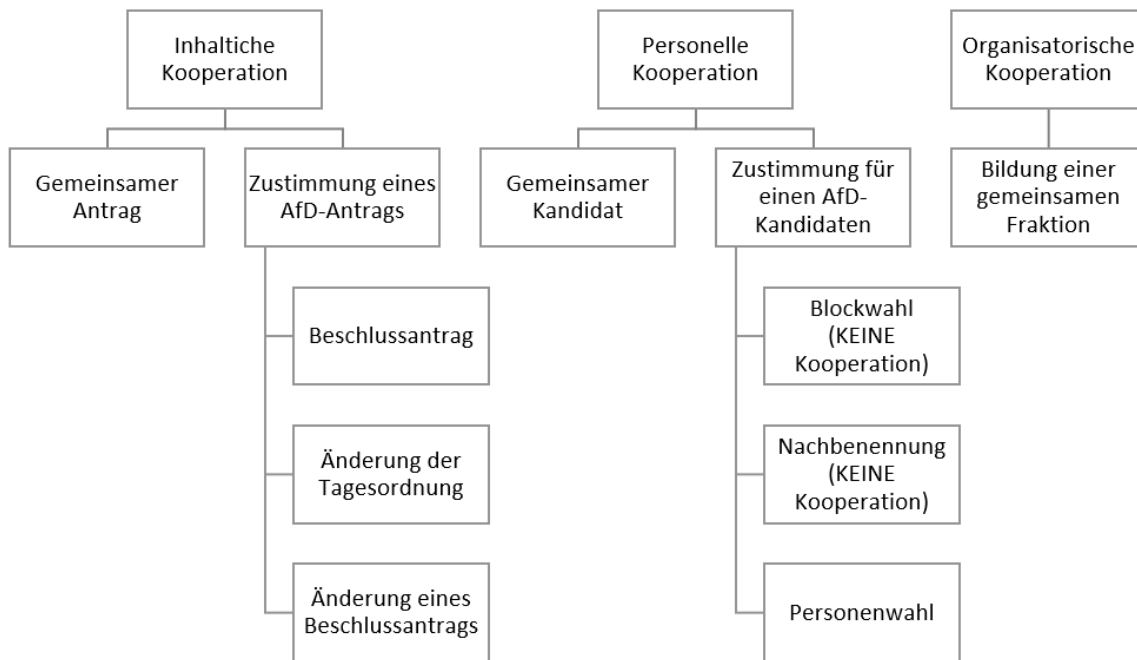 Inhaltiche
Kooperation
Gemeinsamer
Antrag
Zustimmung eines
AfD-Antrags
Beschlussantrag
Änderung der
Tagesordnung
Änderung eines
Beschlussantrags
Personelle
Kooperation
Gemeinsamer
Kandidat
Zustimmung für
einen AfD-
Kandidaten
Blockwahl
(KEINE
Kooperation)
Nachbenennung
(KEINE
Kooperation)
Personenwahl
Organisatorische
Kooperation
Bildung einer
gemeinsamen
Fraktion